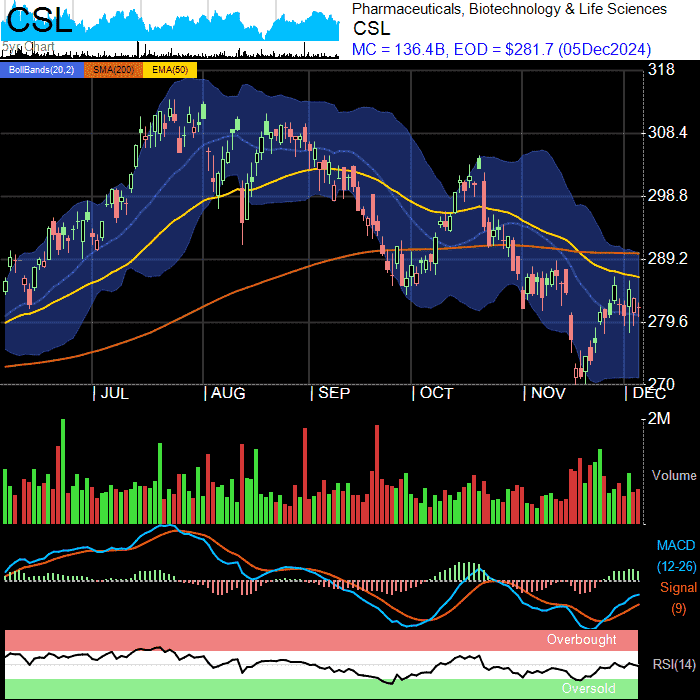 CSL
5yr Chart
Pharmaceuticals, Biotechnology & Life Sciences
CSL
MC = 136.4B, EOD = $281.7 (05Dec2024)
BollBands(20,2) SMA(200) EMA(50)
318
308.4
298.8
289.2
279.6
270
| JUL | AUG | SEP | OCT | NOV | DEC
2M
Volume
MACD
(12-26)
Signal
(9)
Overbought
RSI(14)
Oversold